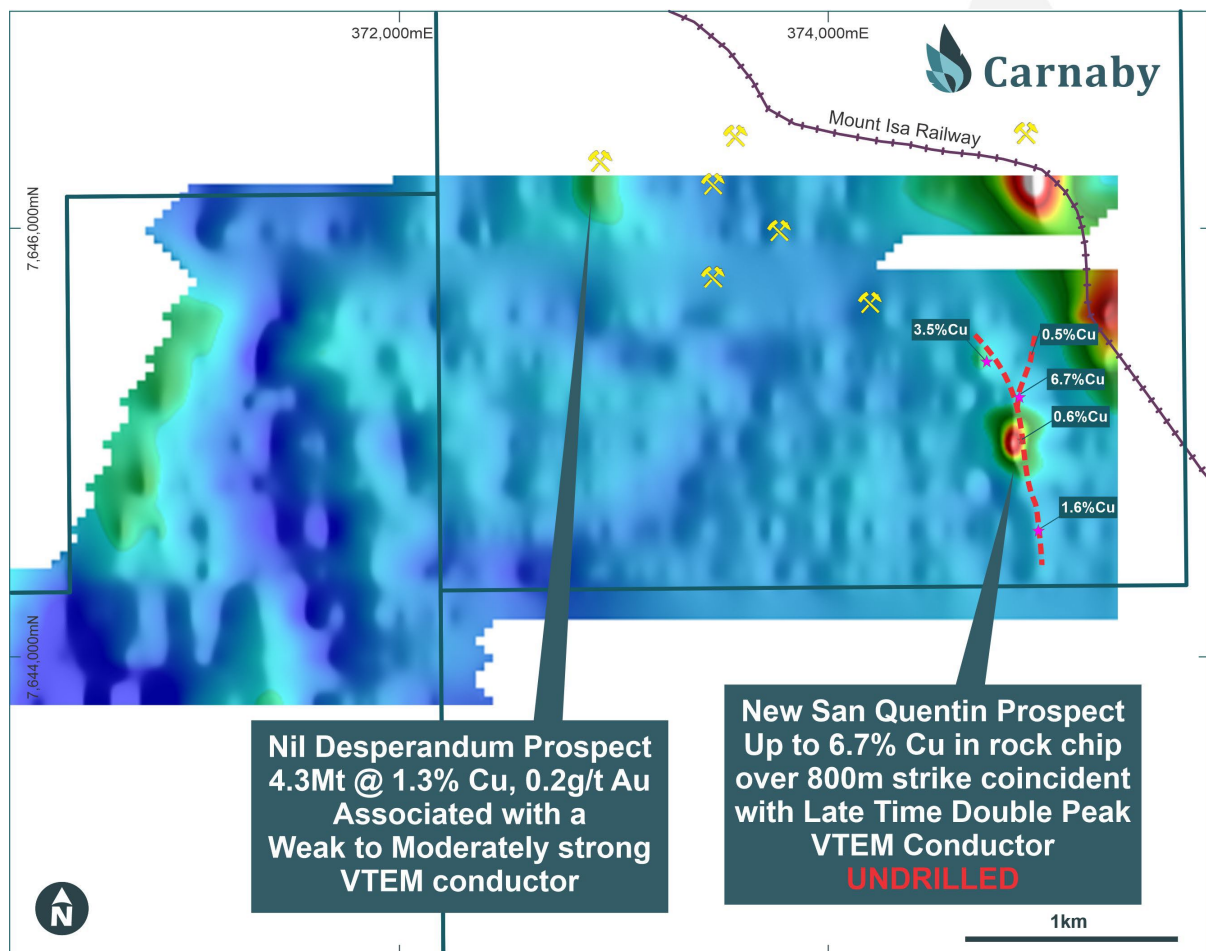 372,000mE
374,000mE
Carnaby
Mount Isa Railway
7,646,000mN
3.5%Cu
0.5%Cu
6.7%Cu
0.6%Cu
1.6%Cu
7,644,000mN
Nil Desperandum Prospect
4.3Mt @ 1.3% Cu, 0.2g/t Au
Associated with a
Weak to Moderately strong
VTEM conductor
New San Quentin Prospect
Up to 6.7% Cu in rock chip
over 800m strike coincident
with Late Time Double Peak
VTEM Conductor
UNDRILLED
N
1km